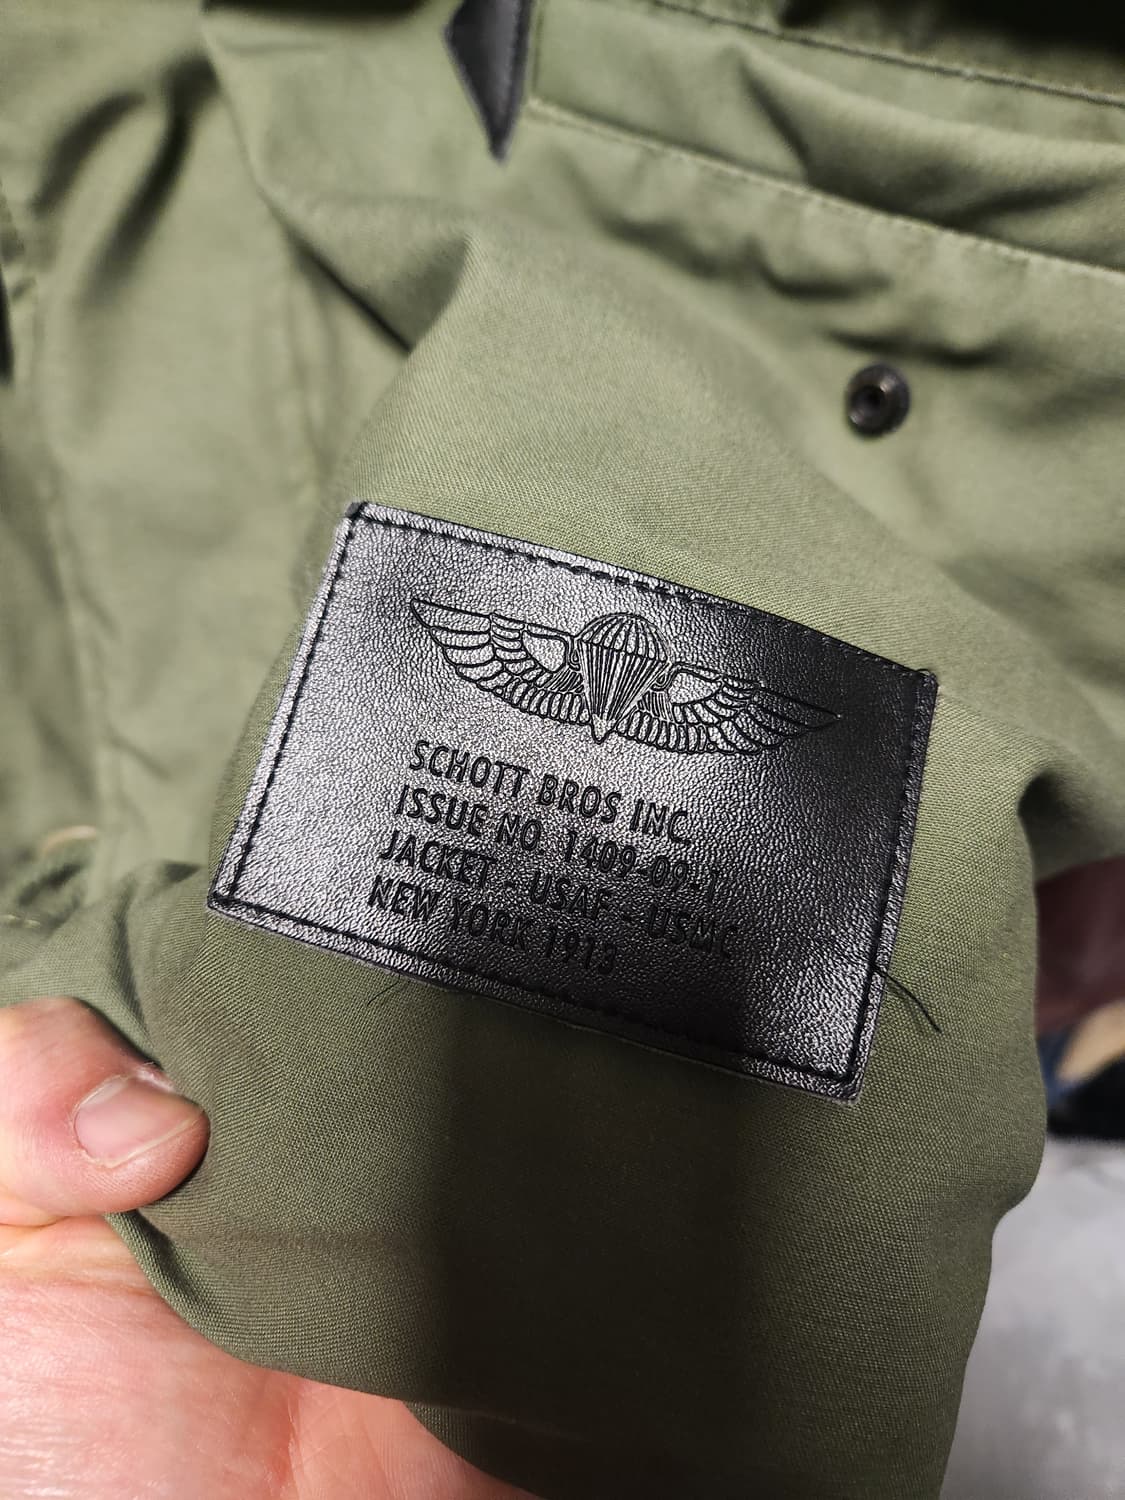 SCHOTT BROS INC.
ISSUE NO 1409-09-1
JACKET - USAF - USMC
NEW YORK 1913